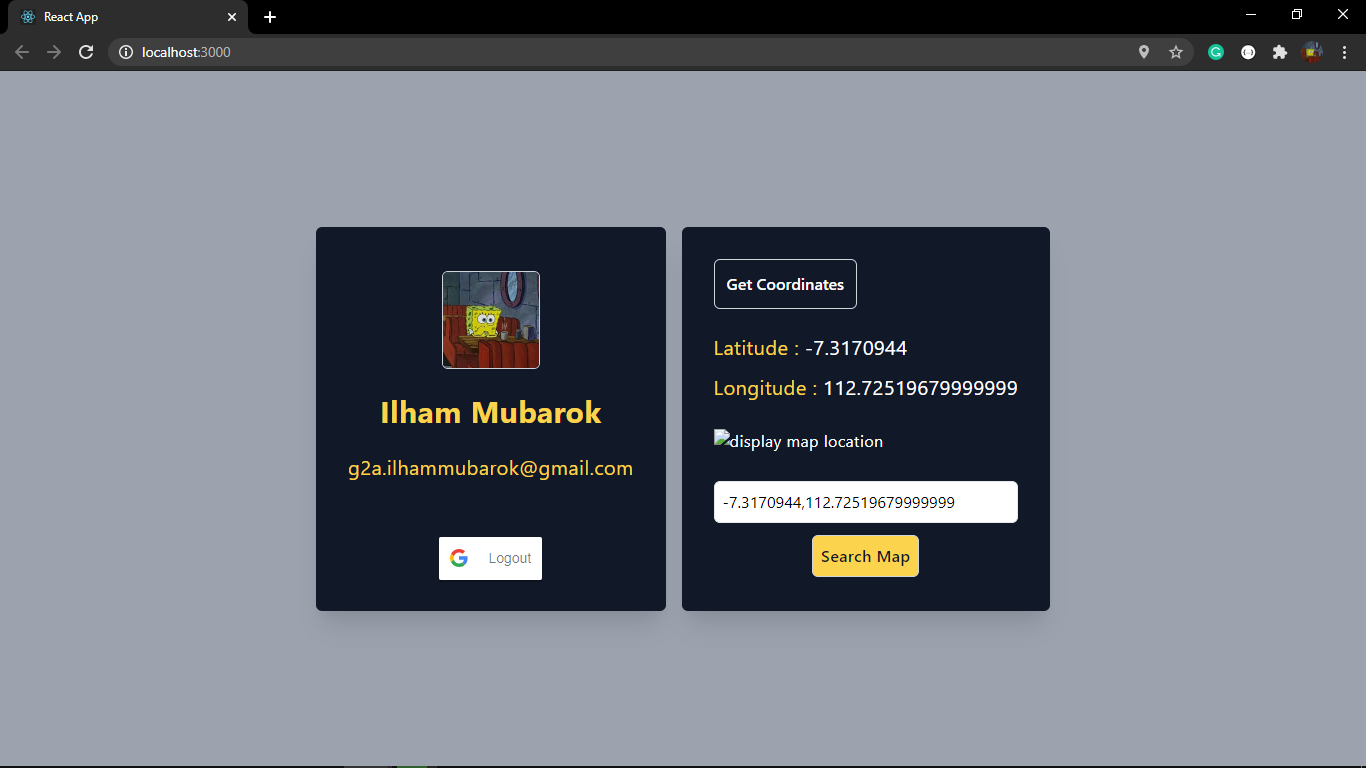 React App
localhost:3000
Ilham Mubarok
g2a.ilhammubarok@gmail.com
Logout
Get Coordinates
Latitude : -7.3170944
Longitude : 112.72519679999999
display map location
-7.3170944,112.72519679999999
Search Map